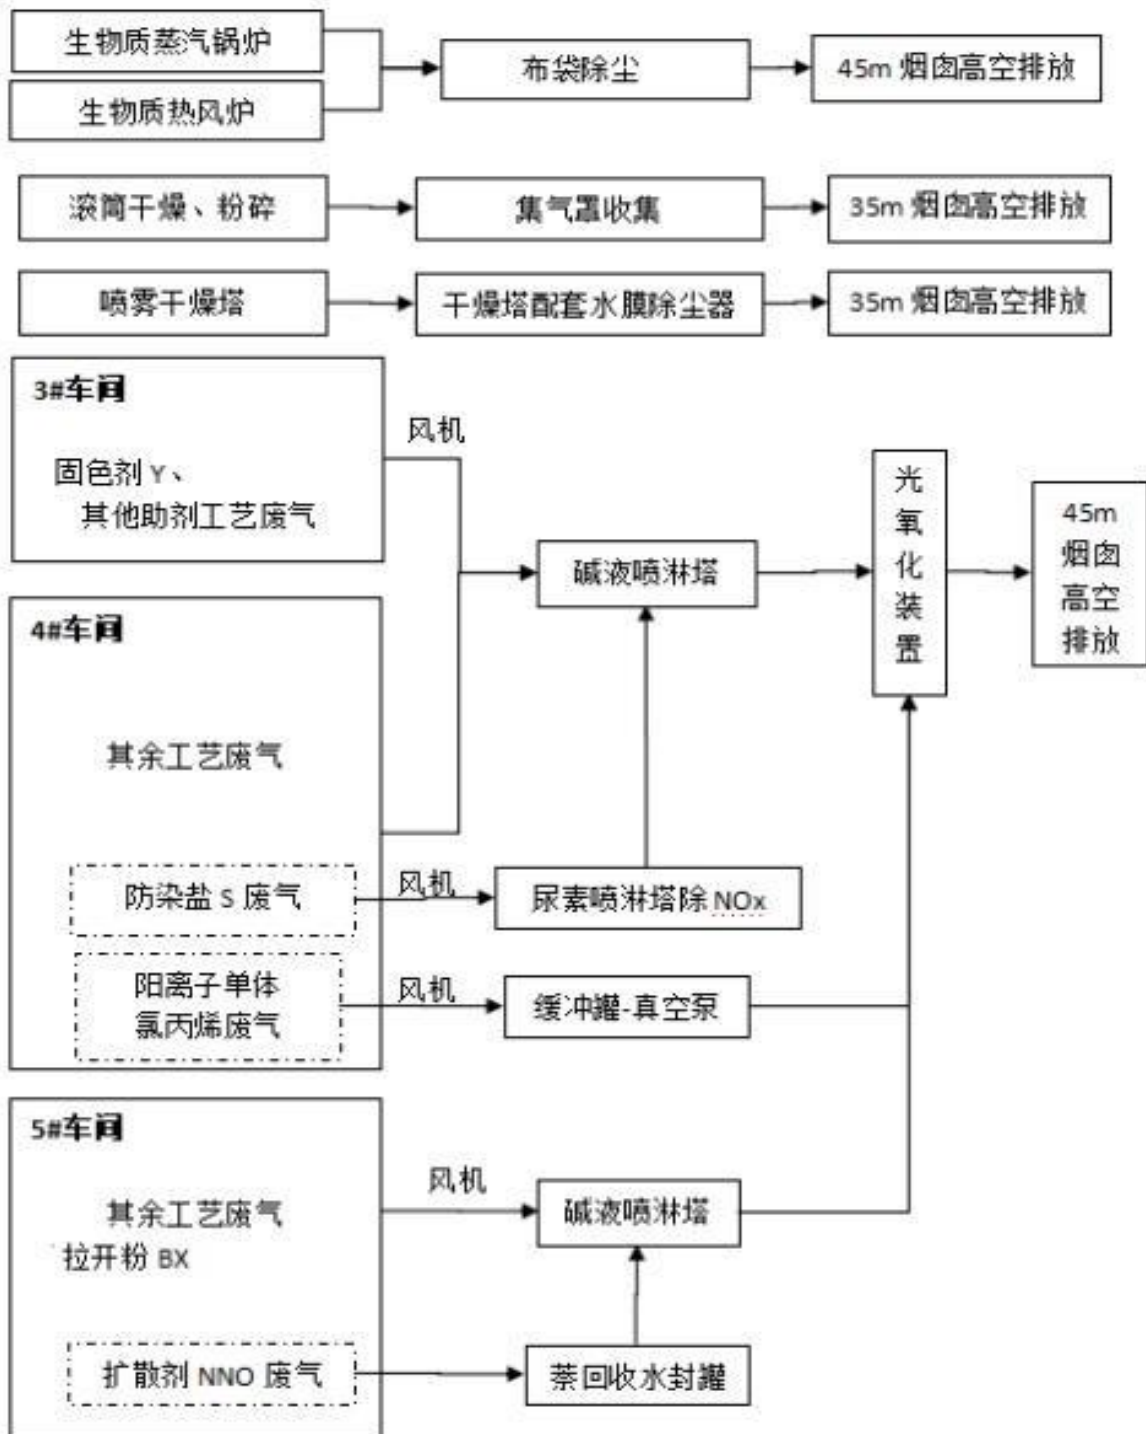 生物质蒸汽锅炉
生物质热风炉
布袋除尘
45m 烟囱高空排放
滚筒干燥、粉碎
集气罩收集
35m 烟囱高空排放
喷雾干燥塔
干燥塔配套水膜除尘器
35m 烟囱高空排放
3#车间
固色剂 Y、
其他助剂工艺废气
风机
碱液喷淋塔
光
氧
化
装
置
45m
烟囱
高空
排放
4#车间
其余工艺废气
防染盐 S 废气
风机
尿素喷淋塔除 NOx
阳离子单体
氯丙烯废气
风机
缓冲罐-真空泵
5#车间
其余工艺废气
拉开粉 BX
风机
碱液喷淋塔
扩散剂 NNO 废气
萘回收水封罐